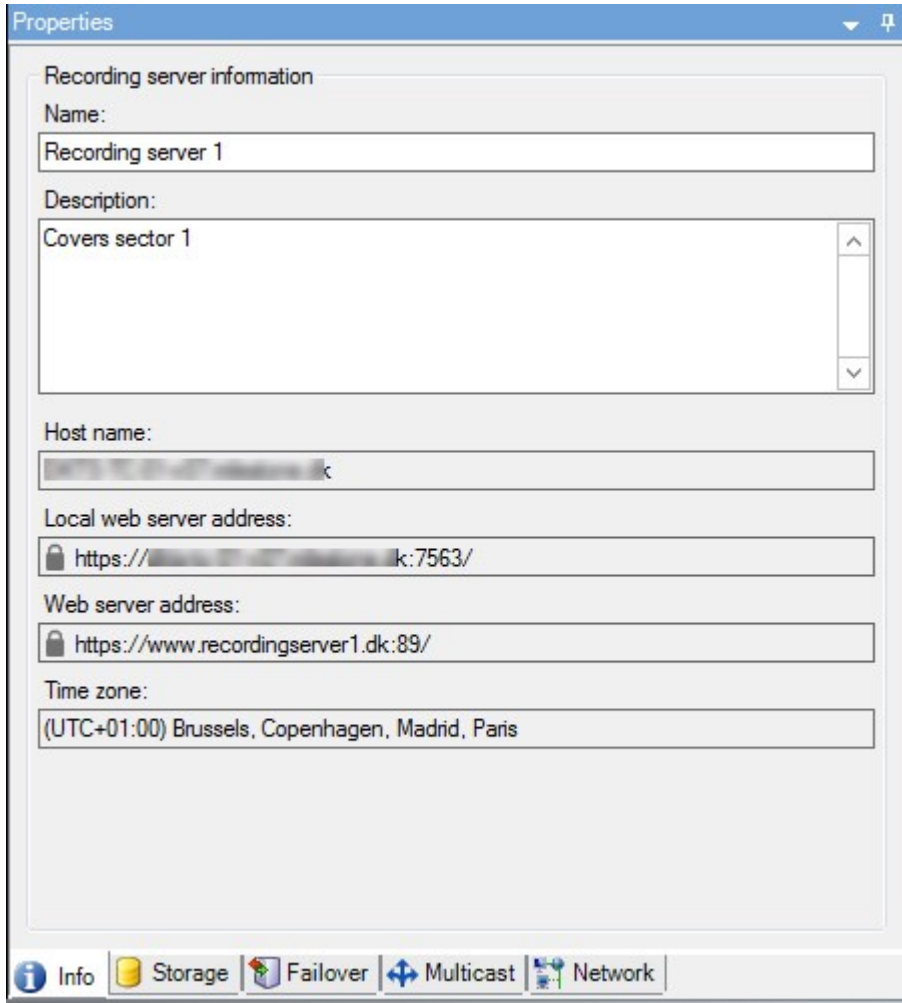 Properties
Recording server information
Name:
Recording server 1
Description:
Covers sector 1
Host name:
k
Local web server address:
https:// k:7563/
Web server address:
https://www.recordingserver1.dk:89/
Time zone:
(UTC+01:00) Brussels, Copenhagen, Madrid, Paris
Info Storage Failover Multicast Network